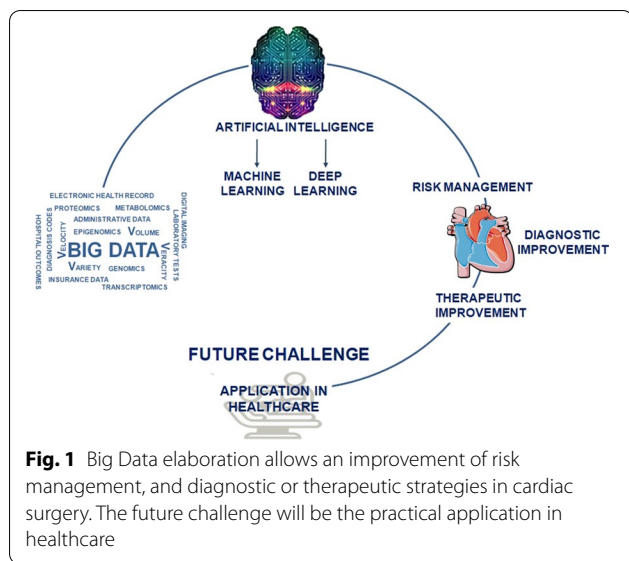 ARTIFICIAL INTELLIGENCE
MACHINE
LEARNING
DEEP
LEARNING
ELECTRONIC HEALTH RECORD
PROTEOMICS METABOLOMICS
ADMINISTRATIVE DATA
EPIGENOMICS VOLUME
BIG DATA
VARIETY GENOMICS
INSURANCE DATA
TRANSCRIPTOMICS
HOSPITAL OUTCOMES
DIAGNOSIS CODES
VELOCITY
VERACITY
LABORATORY TESTS
DIGITAL IMAGING
RISK MANAGEMENT
DIAGNOSTIC
IMPROVEMENT
THERAPEUTIC
IMPROVEMENT
FUTURE CHALLENGE
APPLICATION IN
HEALTHCARE
Fig. 1 Big Data elaboration allows an improvement of risk
management, and diagnostic or therapeutic strategies in cardiac
surgery. The future challenge will be the practical application in
healthcare